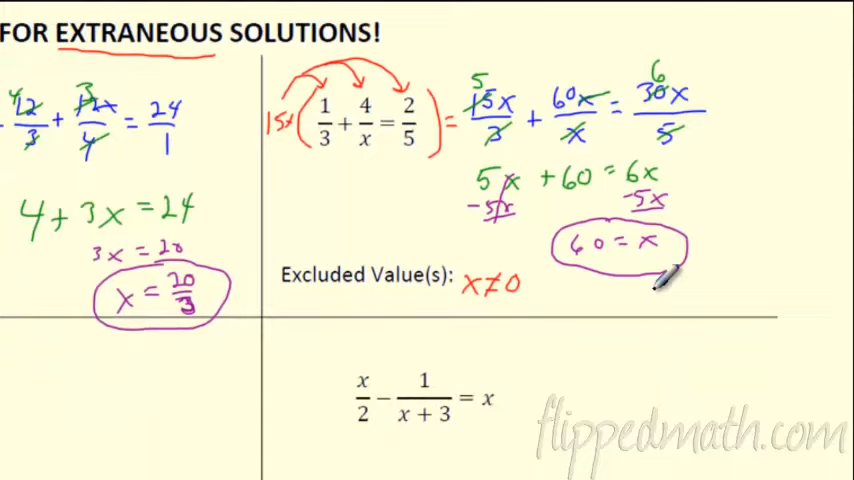 FOR EXTRANEOUS SOLUTIONS!
4 12/3 + 3 12x/4 = 24/1
4 + 3x = 24
3x = 20
x = 20/3
15x ( 1/3 + 4/x = 2/5 ) = 5 15x/3 + 60x/x = 6 30x/5
5x + 60 = 6x
-5x -5x
60 = x
Excluded Value(s): x ≠ 0
x/2 − 1/(x + 3) = x
flippedmath.com